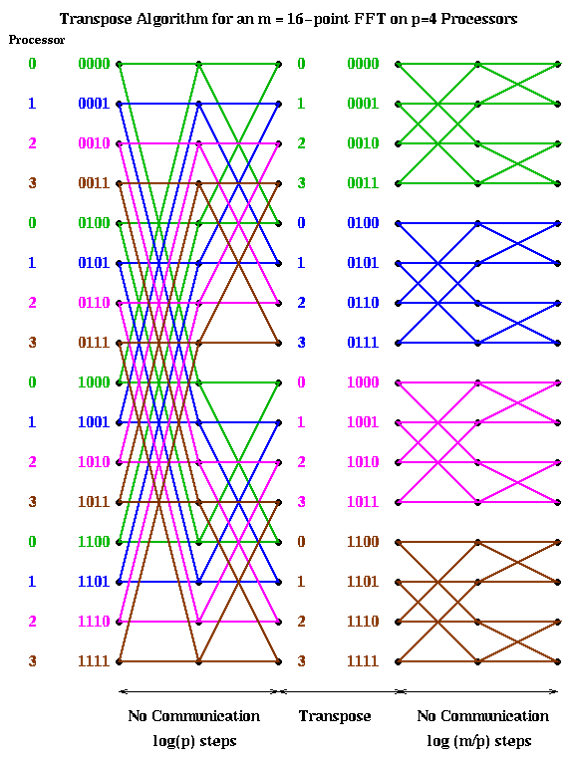 Transpose Algorithm for an m = 16-point FFT on p=4 Processors
Processor
0 0000 0 0000
1 0001 1 0001
2 0010 2 0010
3 0011 3 0011
0 0100 0 0100
1 0101 1 0101
2 0110 2 0110
3 0111 3 0111
0 1000 0 1000
1 1001 1 1001
2 1010 2 1010
3 1011 3 1011
0 1100 0 1100
1 1101 1 1101
2 1110 2 1110
3 1111 3 1111
No Communication Transpose No Communication
log(p) steps log (m/p) steps